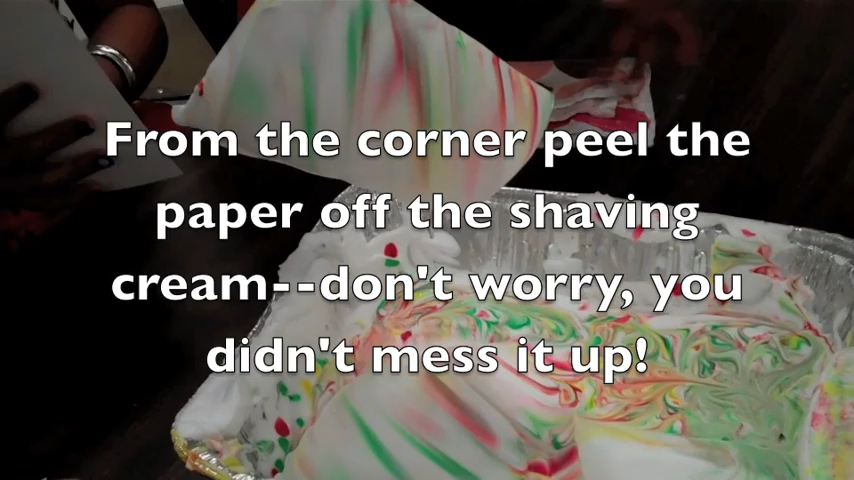 From the corner peel the
paper off the shaving
cream--don't worry, you
didn't mess it up!